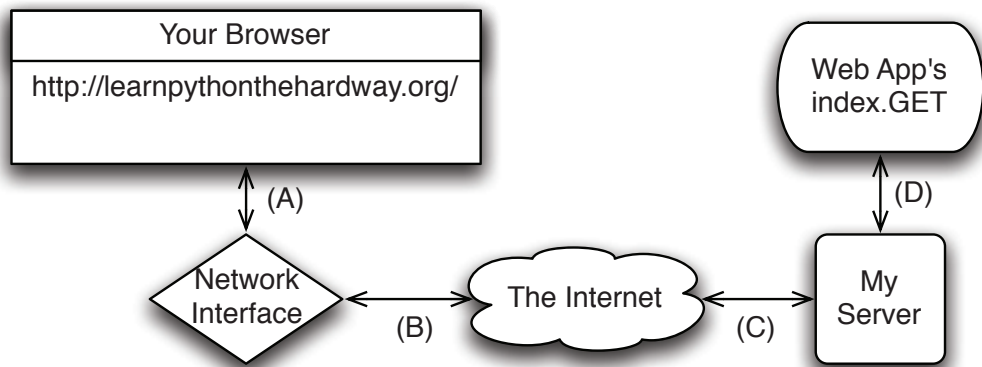 Your Browser
http://learnpythonthehardway.org/
Web App's
index.GET
(A)
(D)
Network
Interface
(B)
The Internet
(C)
My
Server